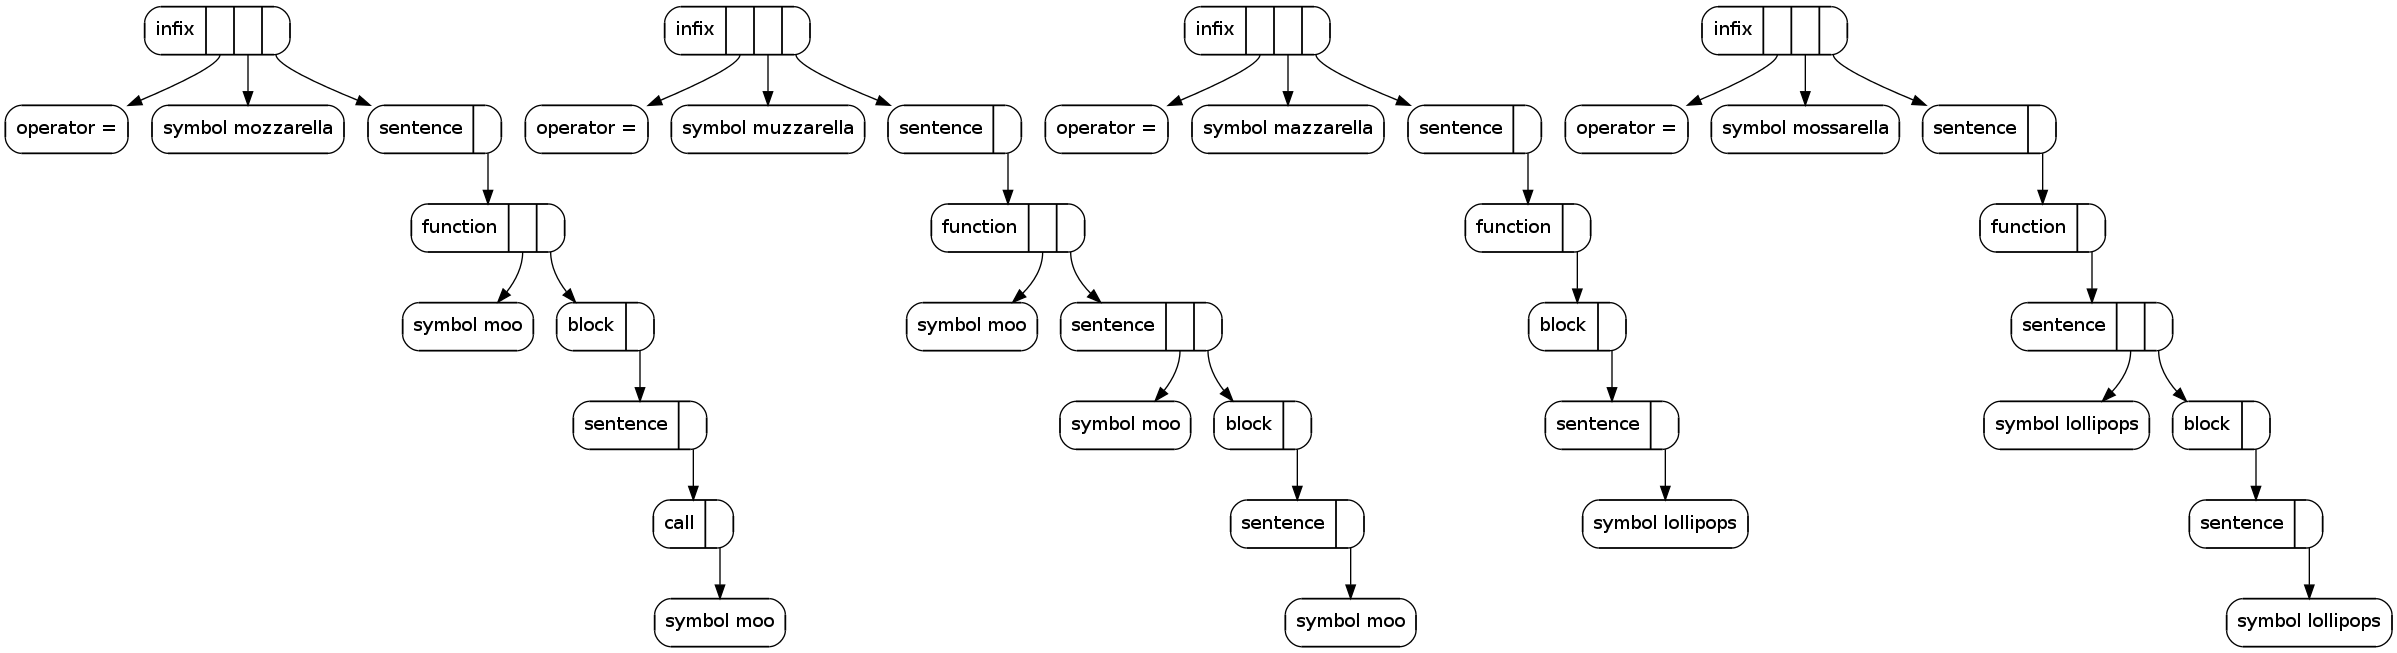 infix
infix
infix
infix
operator =
symbol mozzarella
sentence
operator =
symbol muzzarella
sentence
operator =
symbol mazzarella
sentence
operator =
symbol mossarella
sentence
function
function
function
function
symbol moo
block
symbol moo
sentence
block
sentence
sentence
symbol moo
block
sentence
symbol lollipops
block
call
sentence
symbol lollipops
sentence
symbol moo
symbol moo
symbol lollipops